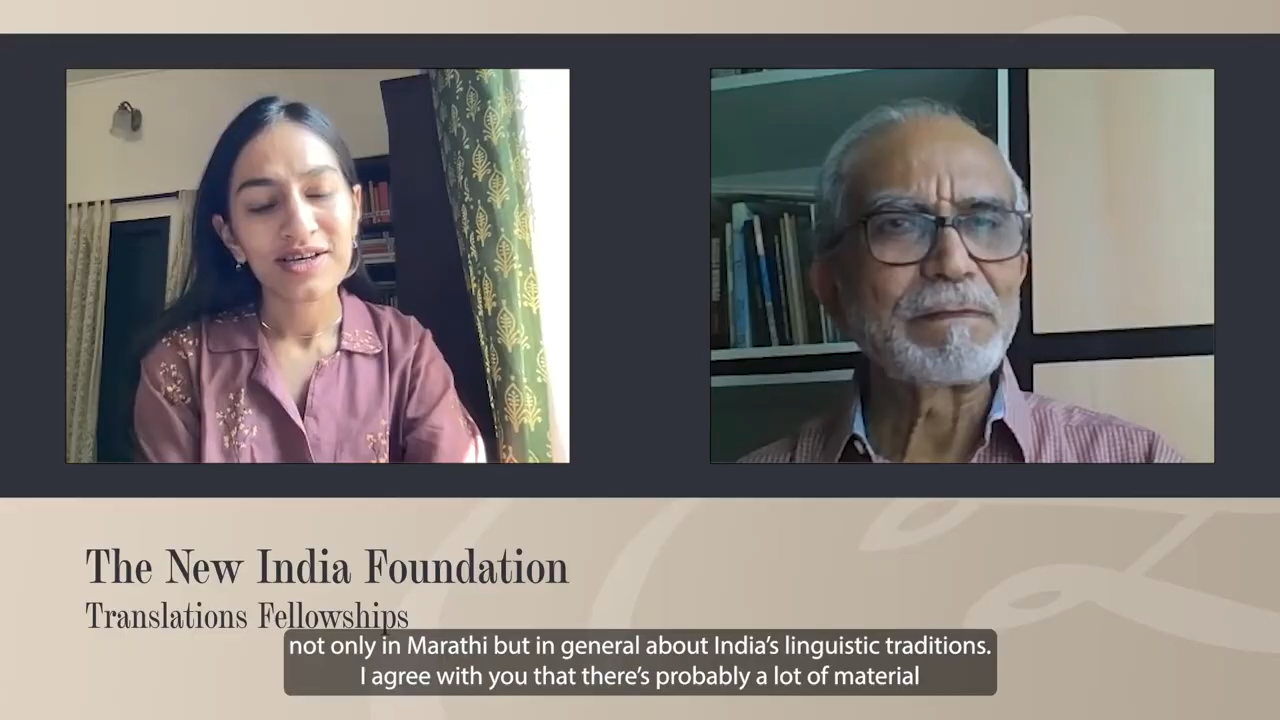 The New India Foundation
Translations Fellowships
not only in Marathi but in general about India's linguistic traditions.
I agree with you that there's probably a lot of material